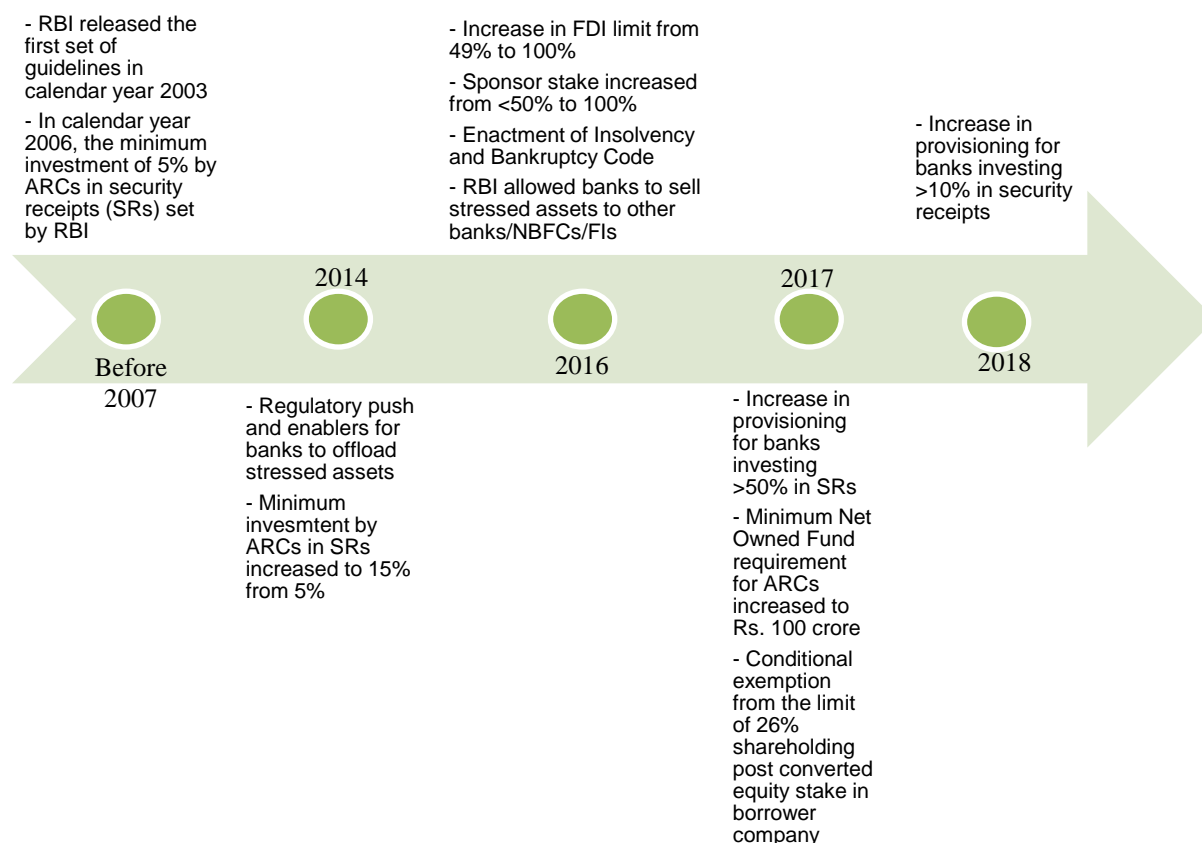 - RBI released the
first set of
guidelines in
calendar year 2003
- In calendar year
2006, the minimum
investment of 5% by
ARCs in security
receipts (SRs) set
by RBI
- Increase in FDI limit from
49% to 100%
- Sponsor stake increased
from <50% to 100%
- Enactment of Insolvency
and Bankruptcy Code
- RBI allowed banks to sell
stressed assets to other
banks/NBFCs/FIs
- Increase in
provisioning for
banks investing
>10% in security
receipts
2014
2017
Before
2007
2016
2018
- Regulatory push
and enablers for
banks to offload
stressed assets
- Minimum
invesmtent by
ARCs in SRs
increased to 15%
from 5%
- Increase in
provisioning
for banks
investing
>50% in SRs
- Minimum Net
Owned Fund
requirement
for ARCs
increased to
Rs. 100 crore
- Conditional
exemption
from the limit
of 26%
shareholding
post converted
equity stake in
borrower
company